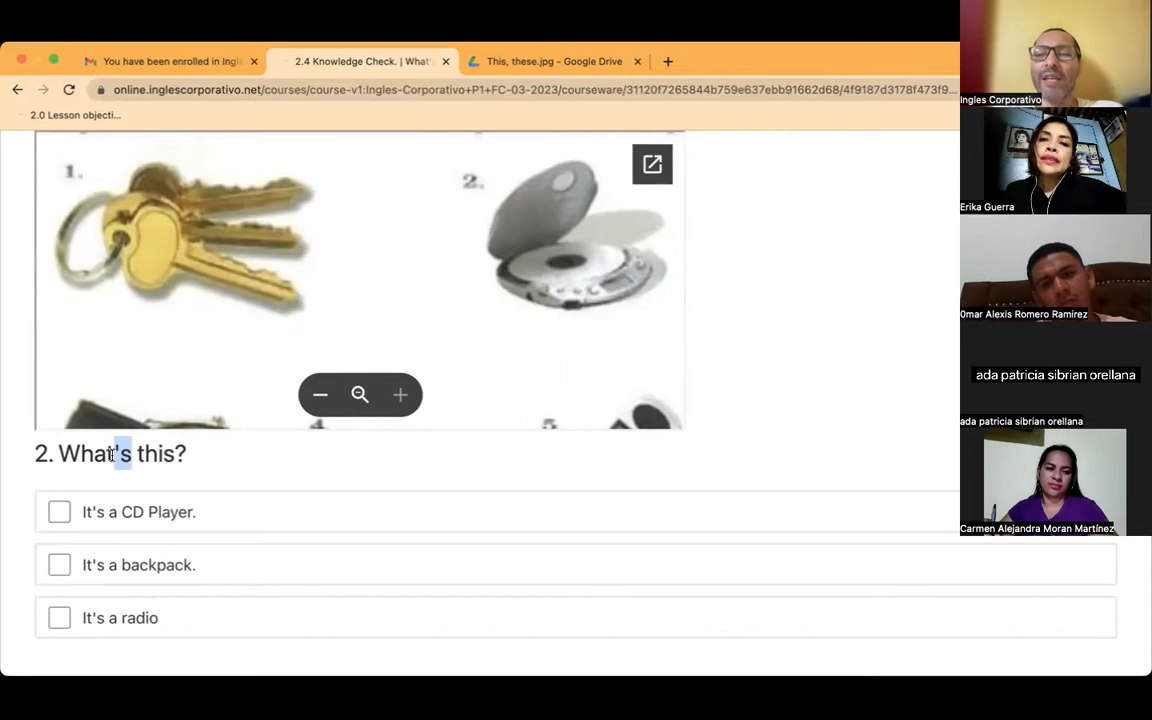 You have been enrolled in Ingl
2.4 Knowledge Check. | What'
This, these.jpg - Google Drive
online.inglescorporativo.net/courses/course-v1:Ingles-Corporativo+P1+FC-03-2023/courseware/31120f7265844b759e637ebb91662d68/4f9187d3178f473f9...
2.0 Lesson objecti...
1.
2.
5.
2. What's this?
It's a CD Player.
It's a backpack.
It's a radio
Ingles Corporativo
Erika Guerra
0mar Alexis Romero Ramirez
ada patricia sibrian orellana
ada patricia sibrian orellana
Carmen Alejandra Moran Martínez